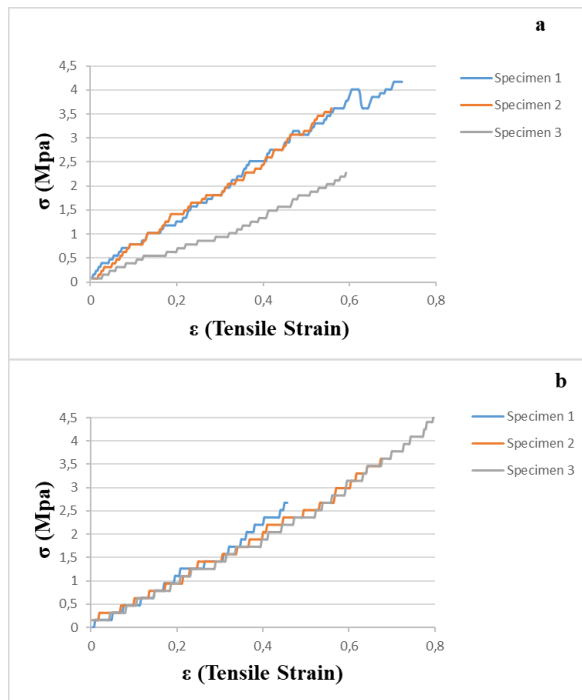 a
4,5
4
3,5
3
2,5
2
1,5
1
0,5
0
σ (Mpa)
0 0,2 0,4 0,6 0,8
ε (Tensile Strain)
Specimen 1
Specimen 2
Specimen 3
b
4,5
4
3,5
3
2,5
2
1,5
1
0,5
0
σ (Mpa)
0 0,2 0,4 0,6 0,8
ε (Tensile Strain)
Specimen 1
Specimen 2
Specimen 3